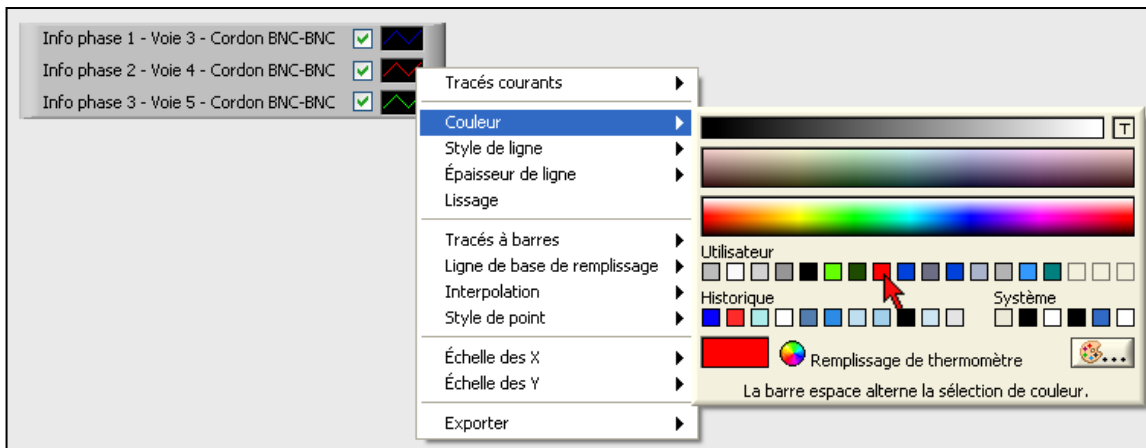 Info phase 1 - Voie 3 - Cordon BNC-BNC
Info phase 2 - Voie 4 - Cordon BNC-BNC
Info phase 3 - Voie 5 - Cordon BNC-BNC
Tracés courants
Couleur
Style de ligne
Épaisseur de ligne
Lissage
Tracés à barres
Ligne de base de remplissage
Interpolation
Style de point
Échelle des X
Échelle des Y
Exporter
T
Utilisateur
Historique
Système
Remplissage de thermomètre
...
La barre espace alterne la sélection de couleur.